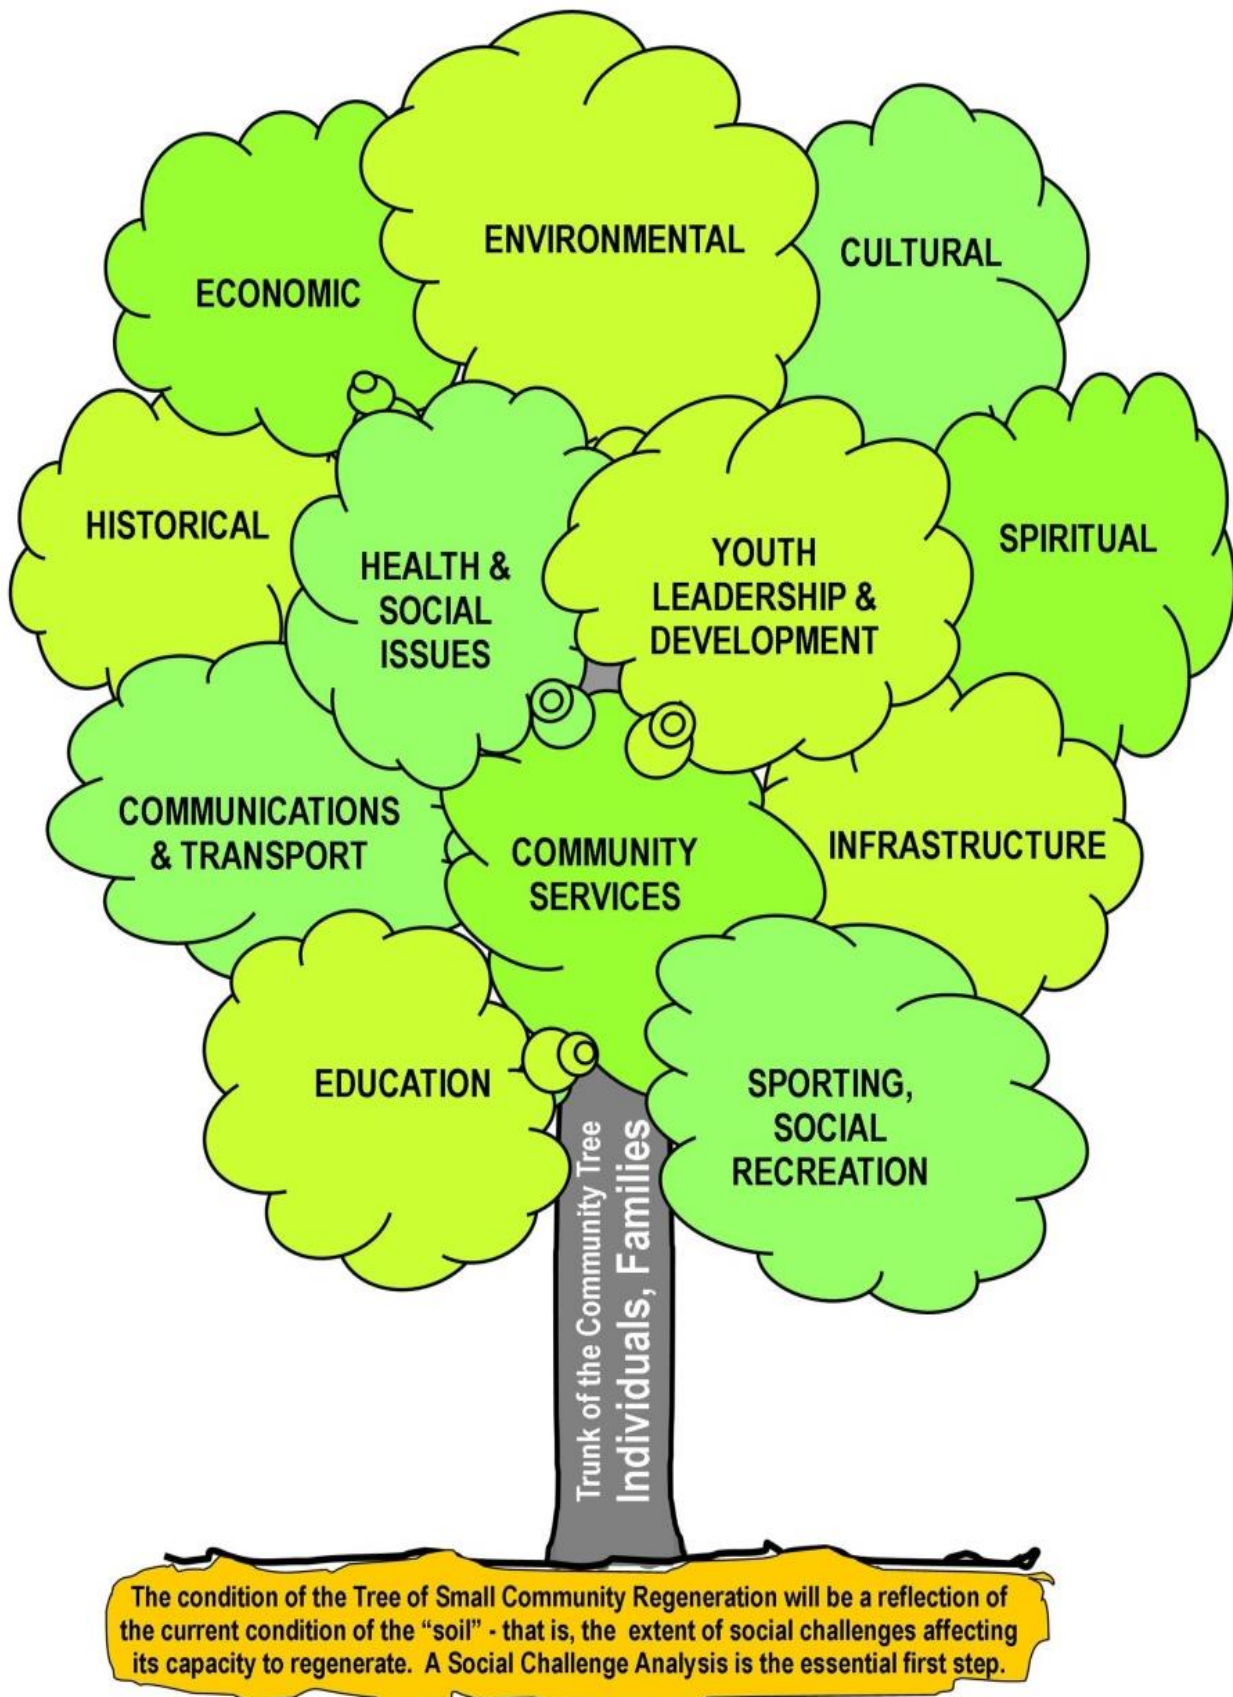 ENVIRONMENTAL
CULTURAL
ECONOMIC
HISTORICAL
HEALTH &
SOCIAL
ISSUES
YOUTH
LEADERSHIP &
DEVELOPMENT
SPIRITUAL
COMMUNICATIONS
& TRANSPORT
COMMUNITY
SERVICES
INFRASTRUCTURE
EDUCATION
SPORTING,
SOCIAL
RECREATION
Trunk of the Community Tree
Individuals, Families
The condition of the Tree of Small Community Regeneration will be a reflection of
the current condition of the “soil” - that is, the extent of social challenges affecting
its capacity to regenerate. A Social Challenge Analysis is the essential first step.